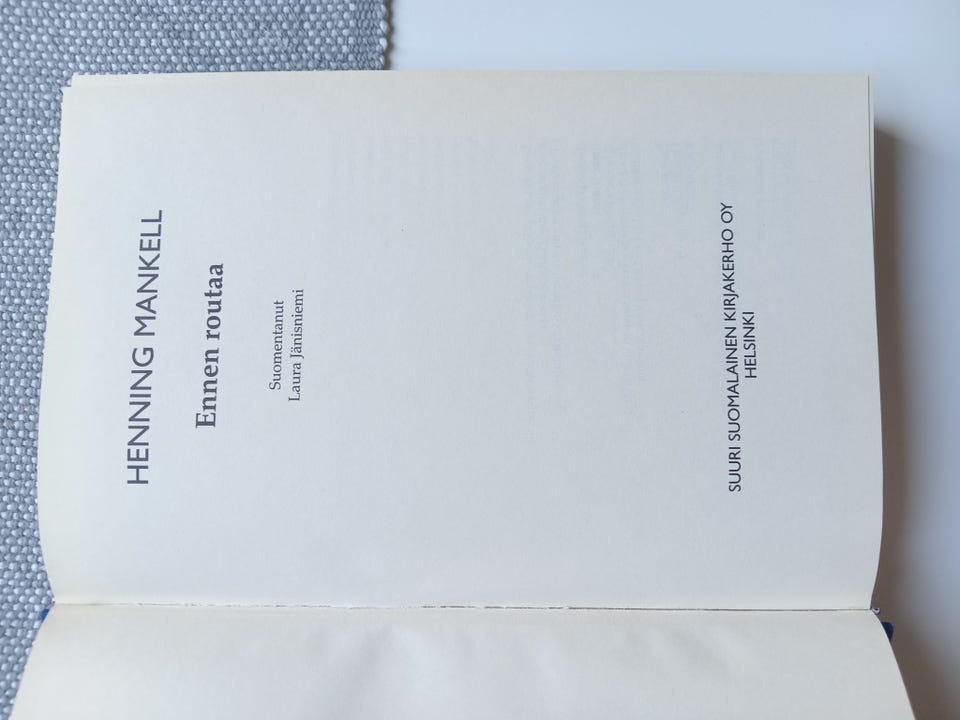 HENNING MANKELL
Ennen routaa
Suomentanut
Laura Jänisniemi
SUURI SUOMALAINEN KIRJAKERHO OY
HELSINKI